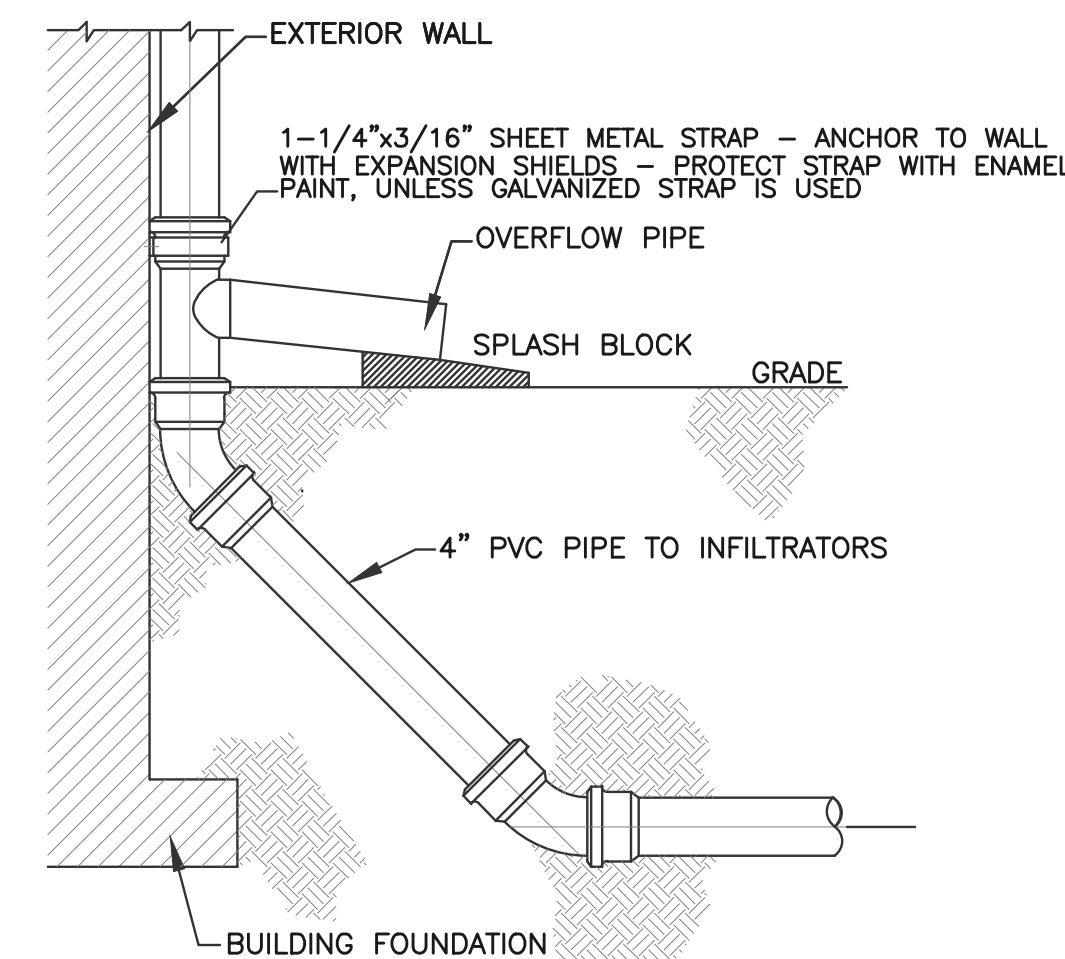 EXTERIOR WALL
1-1/4”x3/16” SHEET METAL STRAP - ANCHOR TO WALL
WITH EXPANSION SHIELDS - PROTECT STRAP WITH ENAMEL
PAINT, UNLESS GALVANIZED STRAP IS USED
OVERFLOW PIPE
SPLASH BLOCK
GRADE
4” PVC PIPE TO INFILTRATORS
BUILDING FOUNDATION